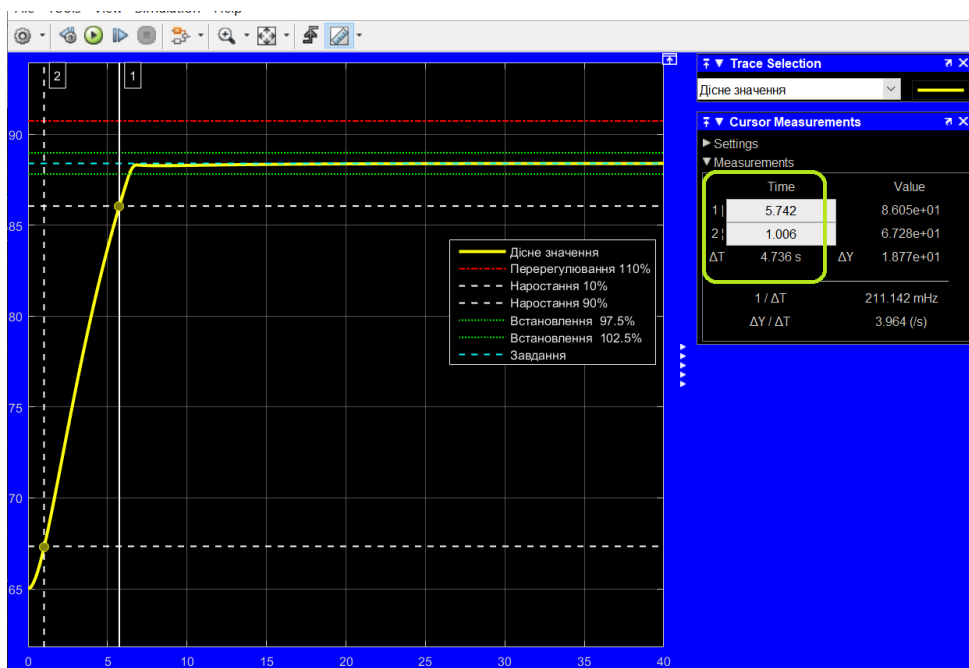 2
1
Trace Selection
Дісне значення
Cursor Measurements
Settings
Measurements
Time Value
1 5.742 8.605e+01
2 1.006 6.728e+01
ΔT 4.736 s ΔY 1.877e+01
1 / ΔT 211.142 mHz
ΔY / ΔT 3.964 (/s)
90
85
80
75
70
65
Дісне значення
Перерегулювання 110%
Наростання 10%
Наростання 90%
Встановлення 97.5%
Встановлення 102.5%
Завдання
0 5 10 15 20 25 30 35 40